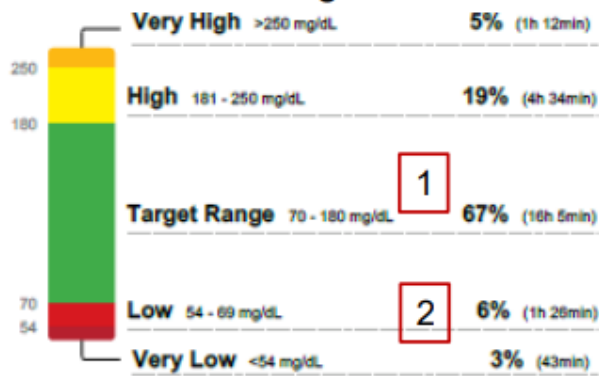 Very High >250 mg/dL 5% (1h 12min)
250
High 181 - 250 mg/dL 19% (4h 34min)
180
1
Target Range 70 - 180 mg/dL 67% (16h 5min)
70
Low 54 - 69 mg/dL 2 6% (1h 26min)
54
Very Low <54 mg/dL 3% (43min)